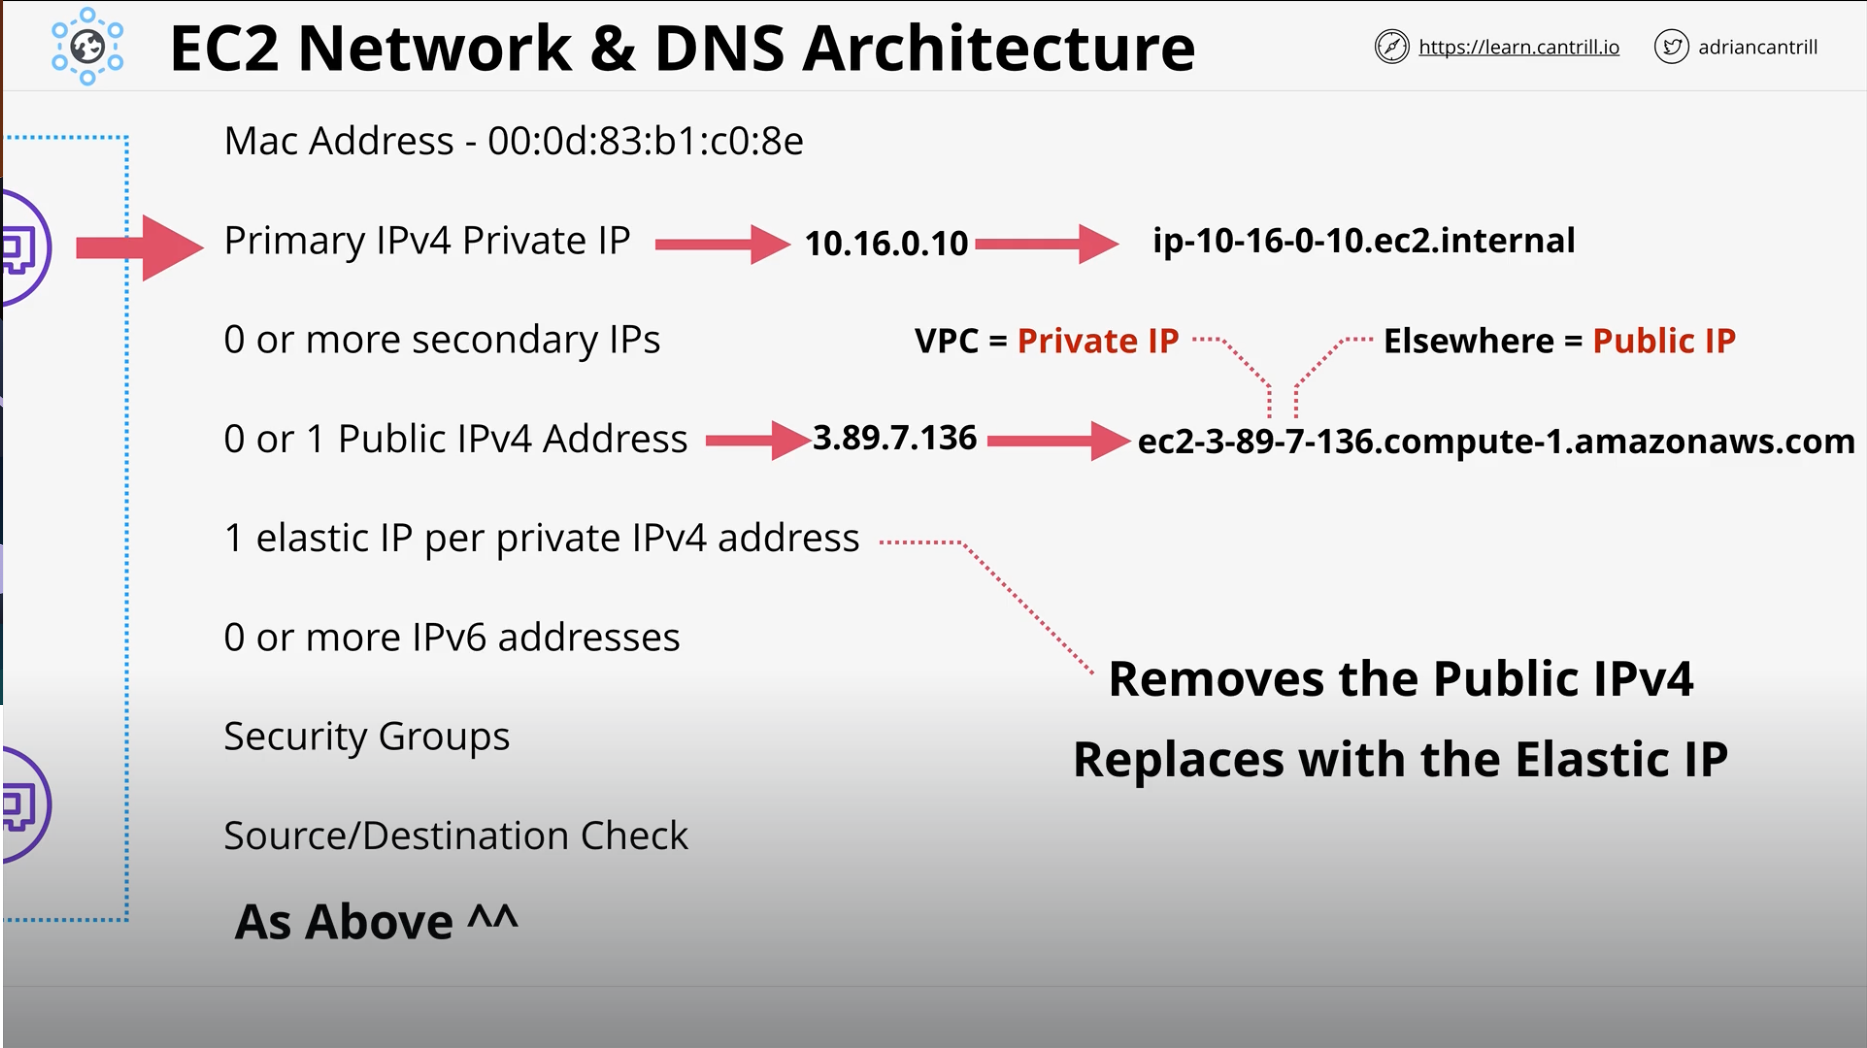 EC2 Network & DNS Architecture
https://learn.cantrill.io
adriancantrill
Mac Address - 00:0d:83:b1:c0:8e
Primary IPv4 Private IP
10.16.0.10
ip-10-16-0-10.ec2.internal
0 or more secondary IPs
VPC = Private IP
Elsewhere = Public IP
0 or 1 Public IPv4 Address
3.89.7.136
ec2-3-89-7-136.compute-1.amazonaws.com
1 elastic IP per private IPv4 address
0 or more IPv6 addresses
Removes the Public IPv4
Security Groups
Replaces with the Elastic IP
Source/Destination Check
As Above ^^